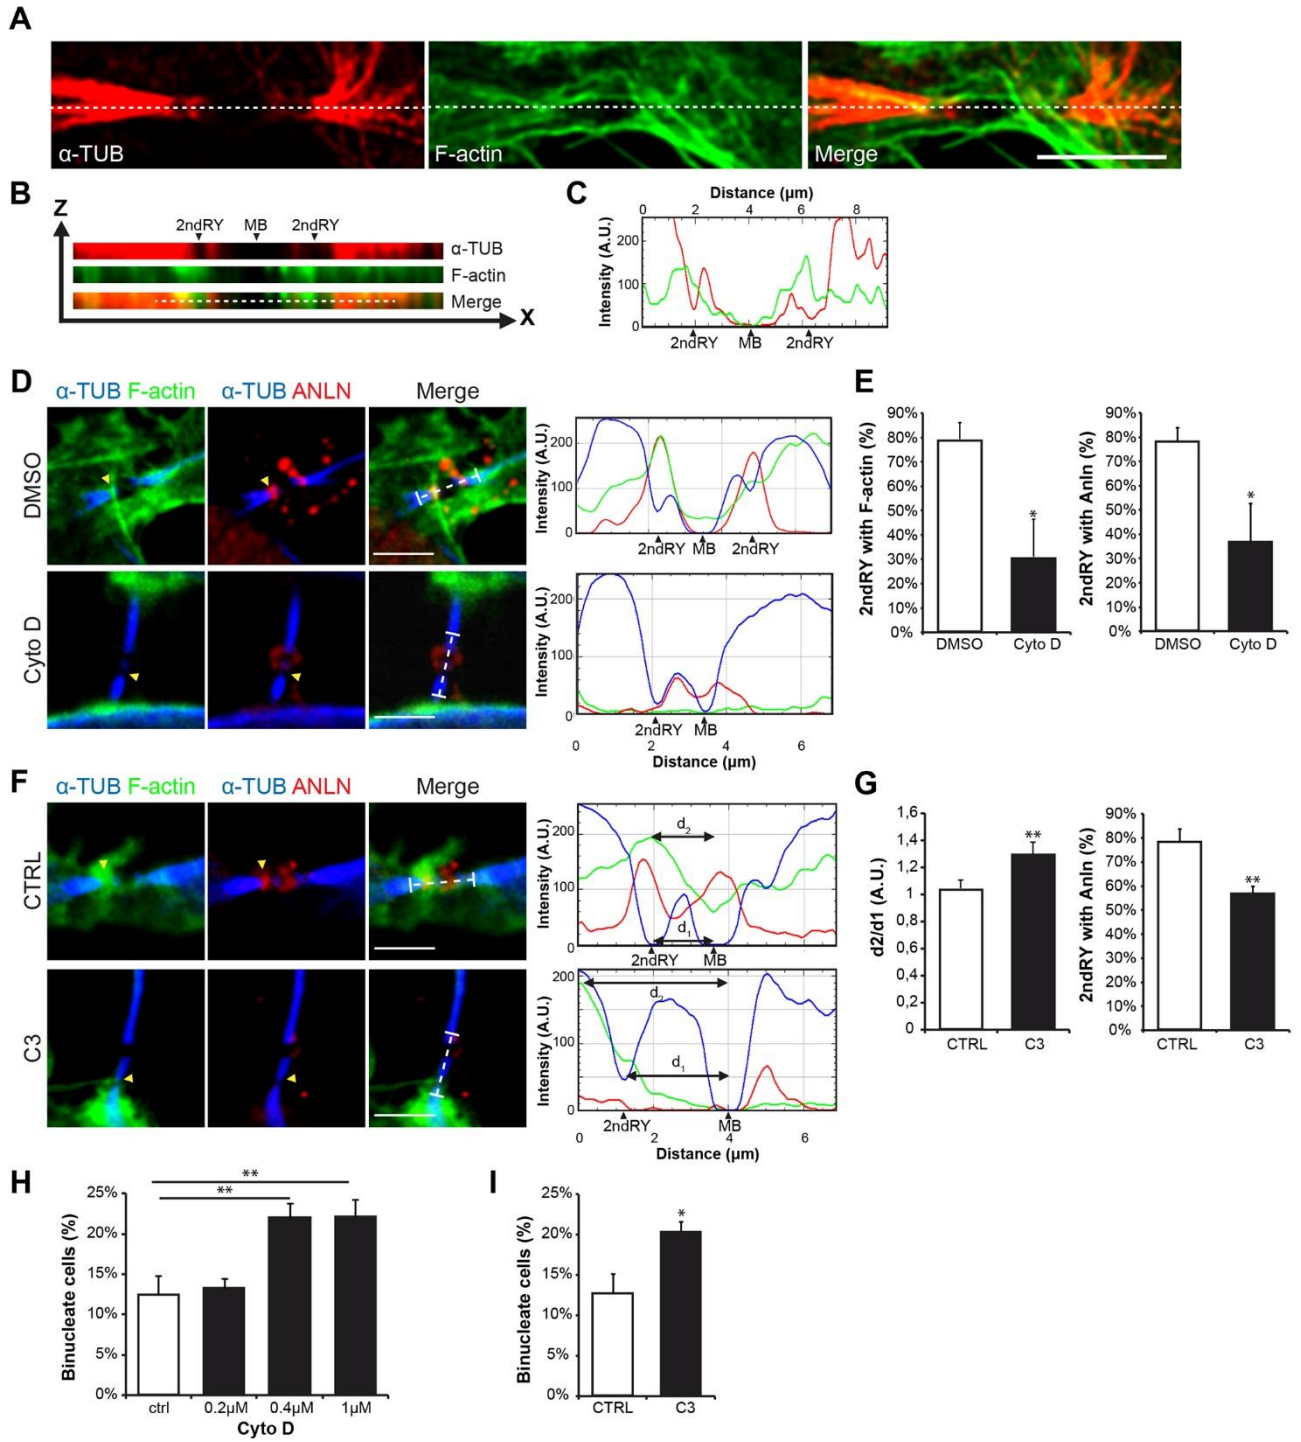 A
α-TUB
F-actin
Merge
B
Z
2ndRY MB 2ndRY
α-TUB
F-actin
Merge
X
C
Distance (µm)
0 2 4 6 8
Intensity (A.U.)
200
100
0
2ndRY MB 2ndRY
D
α-TUB F-actin α-TUB ANLN Merge
DMSO
Intensity (A.U.)
200
100
0
2ndRY MB 2ndRY
Cyto D
Intensity (A.U.)
200
100
0
2ndRY MB
0 2 4 6
Distance (µm)
E
2ndRY with F-actin (%)
90%
80%
70%
60%
50%
40%
30%
20%
10%
0%
*
DMSO Cyto D
2ndRY with Anln (%)
90%
80%
70%
60%
50%
40%
30%
20%
10%
0%
*
DMSO Cyto D
F
α-TUB F-actin α-TUB ANLN Merge
CTRL
Intensity (A.U.)
200
100
0
d2
d1
2ndRY MB
C3
Intensity (A.U.)
200
100
0
d2
d1
2ndRY MB
0 2 4 6
Distance (µm)
G
d2/d1 (A.U.)
1,6
1,4
1,2
1
0,8
0,6
0,4
0,2
0
**
CTRL C3
2ndRY with Anln (%)
90%
80%
70%
60%
50%
40%
30%
20%
10%
0%
**
CTRL C3
H
Binucleate cells (%)
25%
20%
15%
10%
5%
0%
**
**
ctrl 0.2µM 0.4µM 1µM
Cyto D
I
Binucleate cells (%)
25%
20%
15%
10%
5%
0%
*
CTRL C3